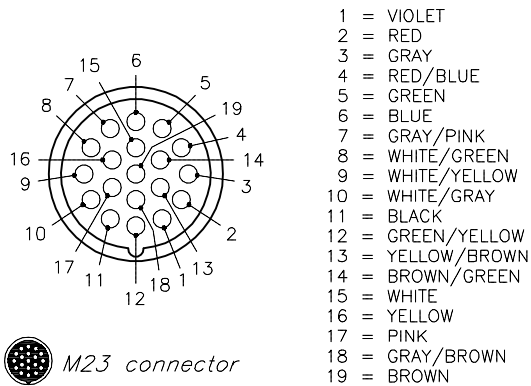 1 = VIOLET
2 = RED
3 = GRAY
4 = RED/BLUE
5 = GREEN
6 = BLUE
7 = GRAY/PINK
8 = WHITE/GREEN
9 = WHITE/YELLOW
10 = WHITE/GRAY
11 = BLACK
12 = GREEN/YELLOW
13 = YELLOW/BROWN
14 = BROWN/GREEN
15 = WHITE
16 = YELLOW
17 = PINK
18 = GRAY/BROWN
19 = BROWN
6
15
7
5
19
8
4
16
14
9
3
10
2
17
11
12
18
1
13
M23 connector